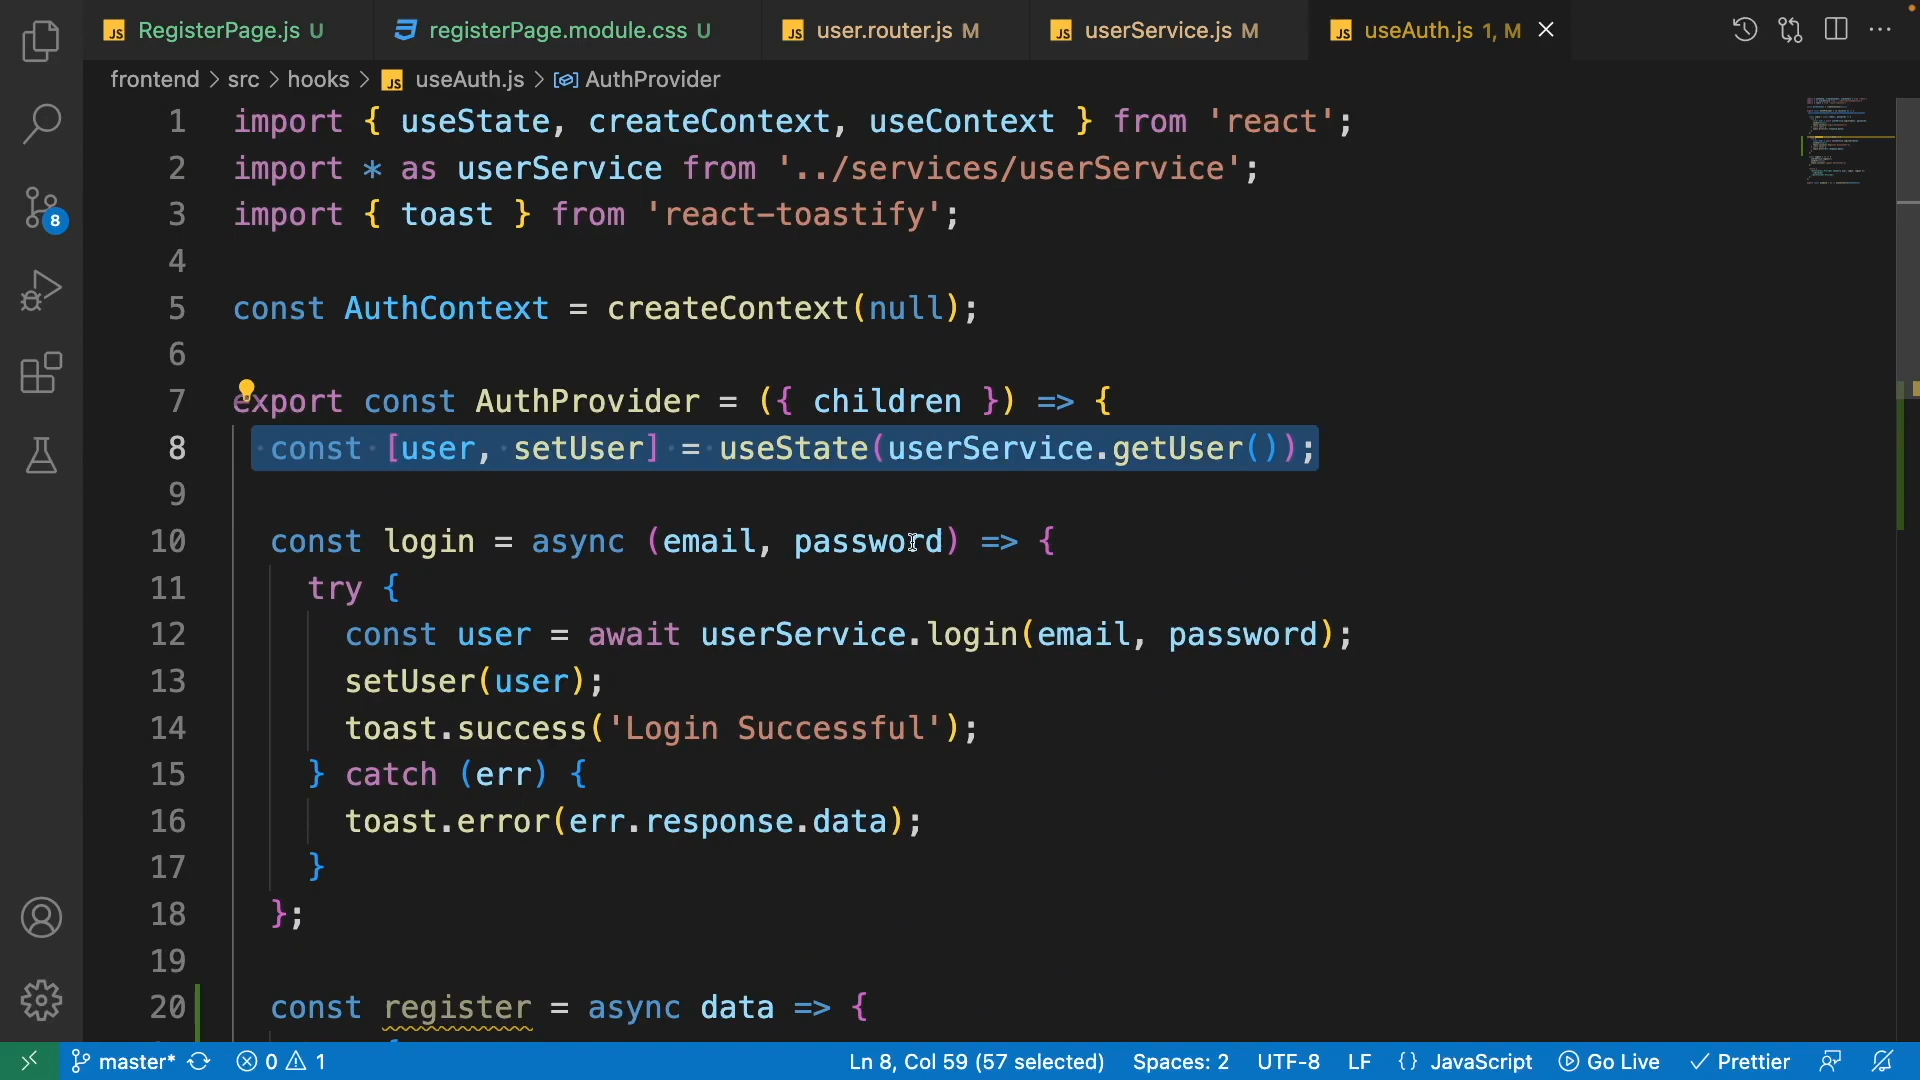 JS RegisterPage.js U registerPage.module.css U JS user.router.js M JS userService.js M JS useAuth.js 1, M
frontend > src > hooks > JS useAuth.js > AuthProvider
1 import { useState, createContext, useContext } from 'react';
2 import * as userService from '../services/userService';
3 import { toast } from 'react-toastify';
4
5 const AuthContext = createContext(null);
6
7 export const AuthProvider = ({ children }) => {
8 const [user, setUser] = useState(userService.getUser());
9
10 const login = async (email, password) => {
11 try {
12 const user = await userService.login(email, password);
13 setUser(user);
14 toast.success('Login Successful');
15 } catch (err) {
16 toast.error(err.response.data);
17 }
18 };
19
20 const register = async data => {
8
master* 0 1 Ln 8, Col 59 (57 selected) Spaces: 2 UTF-8 LF {} JavaScript Go Live Prettier